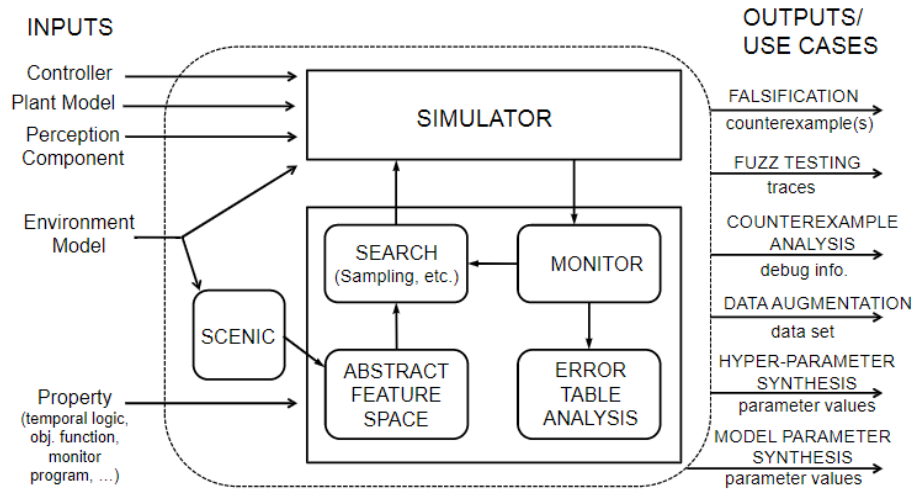 INPUTS
Controller
Plant Model
Perception
Component
Environment
Model
Property
(temporal logic,
obj. function,
monitor
program, …)
SIMULATOR
SEARCH
(Sampling, etc.)
MONITOR
SCENIC
ABSTRACT
FEATURE
SPACE
ERROR
TABLE
ANALYSIS
OUTPUTS/
USE CASES
FALSIFICATION
counterexample(s)
FUZZ TESTING
traces
COUNTEREXAMPLE
ANALYSIS
debug info.
DATA AUGMENTATION
data set
HYPER-PARAMETER
SYNTHESIS
parameter values
MODEL PARAMETER
SYNTHESIS
parameter values